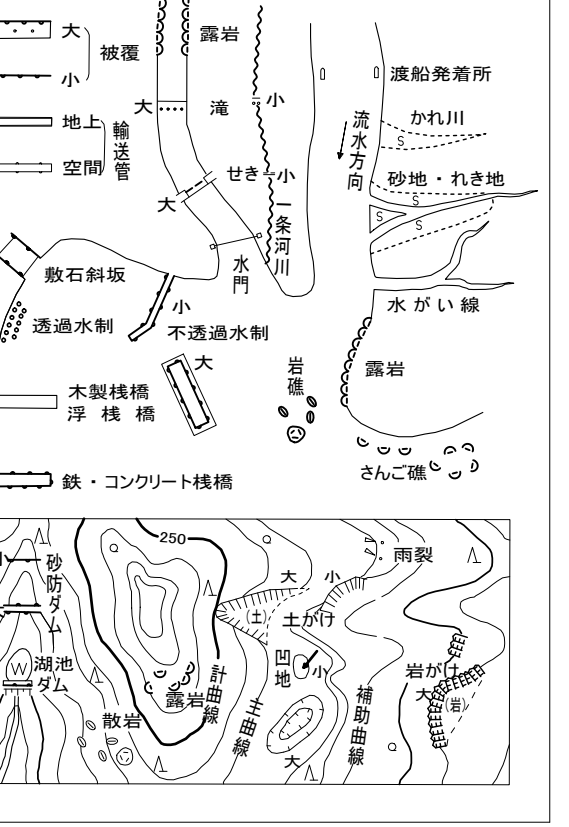 大
被覆
小
地上
輸送管
空間
露岩
大
滝
小
せき
小
大
一条河川
水門
流水方向
渡船発着所
かれ川
S
砂地・れき地
S
S
S
水がい線
敷石斜坂
透過水制
小
不透過水制
大
木製桟橋
浮桟橋
岩礁
露岩
さんご礁
鉄・コンクリート桟橋
250
砂防ダム
湖池
ダム
W
散岩
露岩
計曲線
主曲線
大
小
(土)
土がけ
凹地
小
大
補助曲線
雨裂
岩がけ
大
(岩)